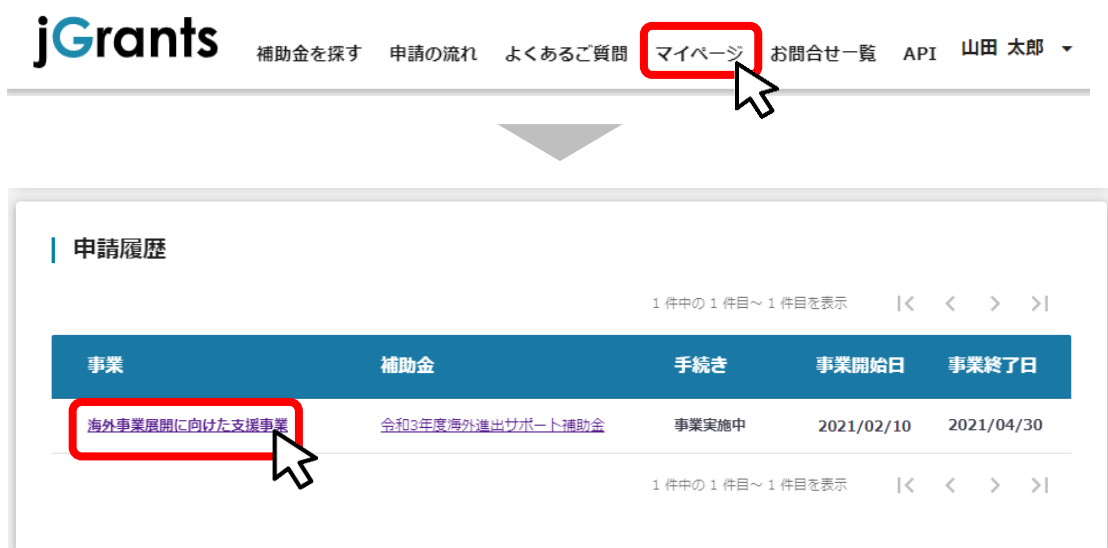 jGrants 補助金を探す 申請の流れ よくあるご質問 マイページ お問合せ一覧 API 山田 太郎
申請履歴
1 件中の 1 件目～ 1 件目を表示
事業 補助金 手続き 事業開始日 事業終了日
海外事業展開に向けた支援事業 令和3年度海外進出サポート補助金 事業実施中 2021/02/10 2021/04/30
1 件中の 1 件目～ 1 件目を表示